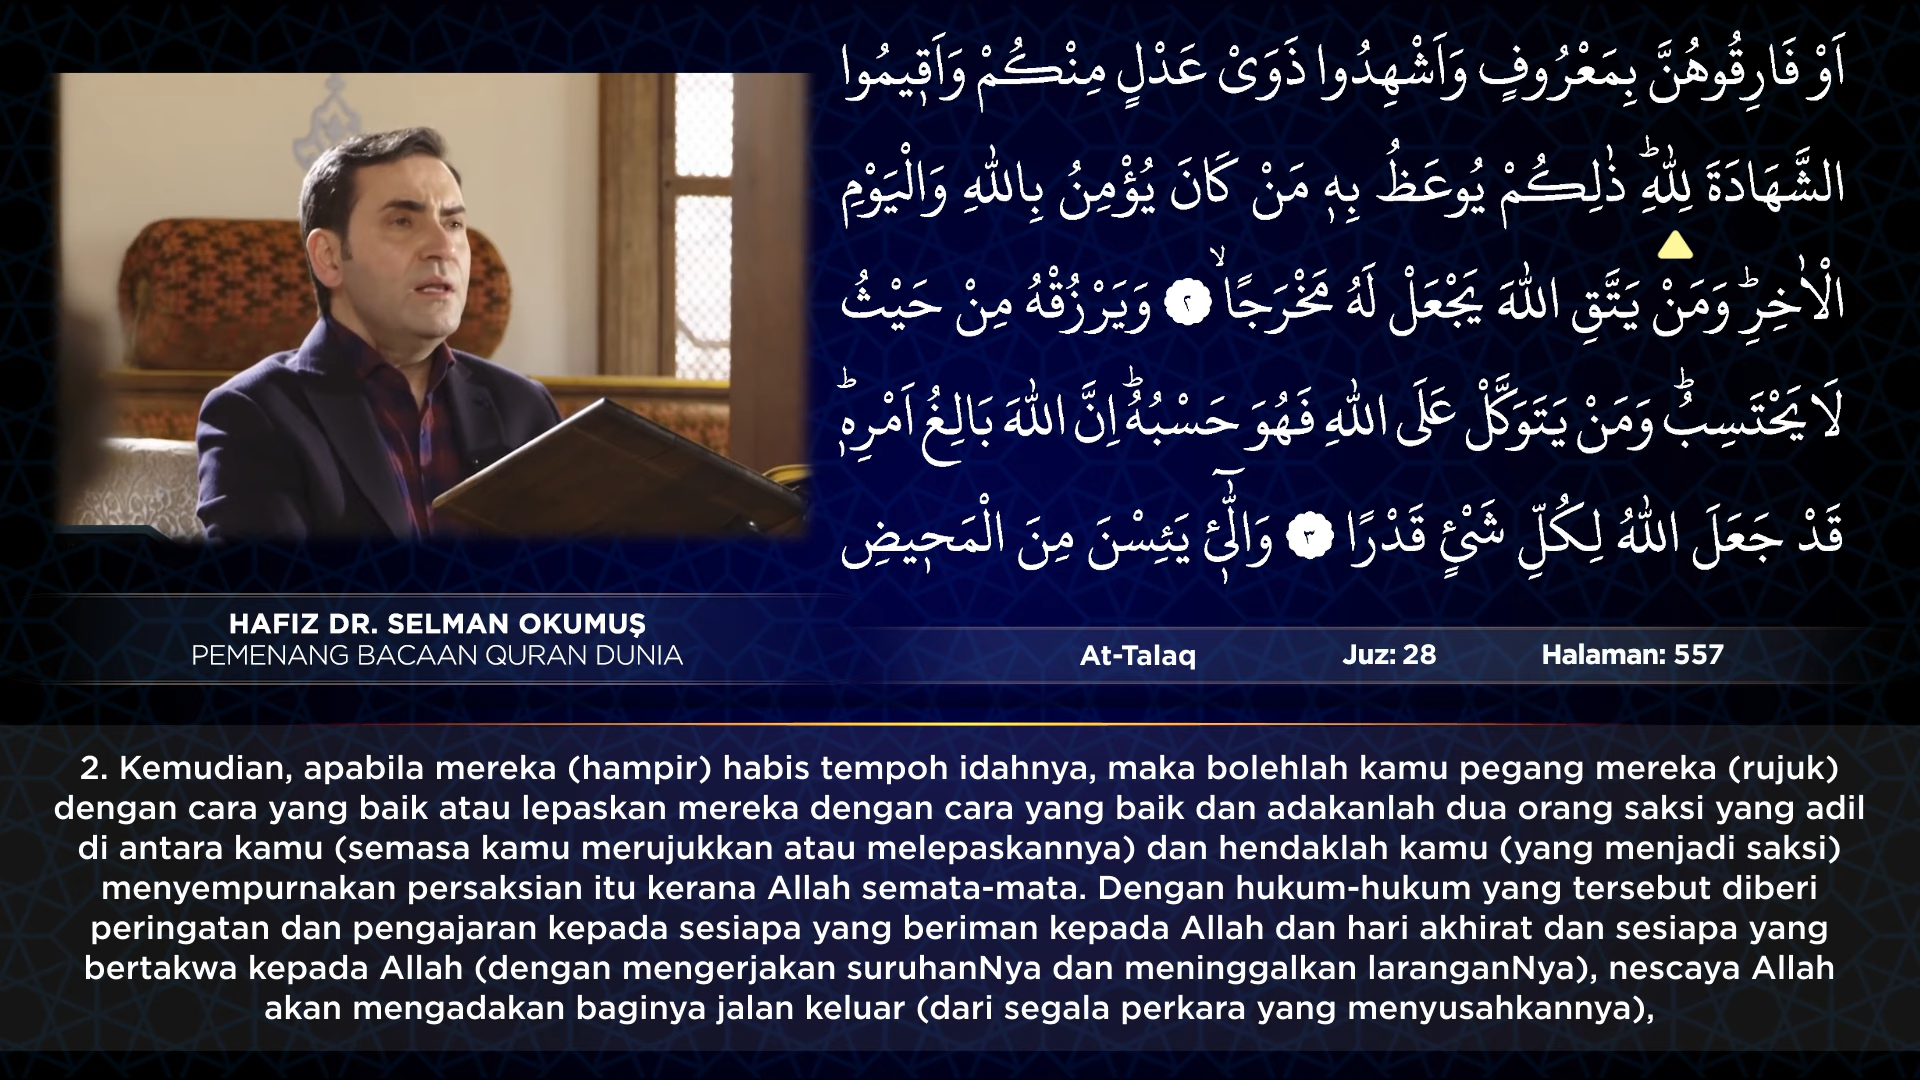 اَوْ فَارِقُوهُنَّ بِمَعْرُوفٍ وَاَشْهِدُوا ذَوَىْ عَدْلٍ مِنْكُمْ وَاَق۪يمُوا
الشَّهَادَةَ لِلّٰهِۜ ذٰلِكُمْ يُوعَظُ بِه۪ مَنْ كَانَ يُؤْمِنُ بِاللّٰهِ وَالْيَوْمِ
الْاٰخِرِۜ وَمَنْ يَتَّقِ اللّٰهَ يَجْعَلْ لَهُ مَخْرَجًاۙ ٢ وَيَرْزُقْهُ مِنْ حَيْثُ
لَا يَحْتَسِبُۜ وَمَنْ يَتَوَكَّلْ عَلَى اللّٰهِ فَهُوَ حَسْبُهُۜ اِنَّ اللّٰهَ بَالِغُ اَمْرِه۪ۜ
قَدْ جَعَلَ اللّٰهُ لِكُلِّ شَىْءٍ قَدْرًا ٣ وَالّٰٓـ۪ٔى يَئِسْنَ مِنَ الْمَح۪يضِ
HAFIZ DR. SELMAN OKUMUŞ
PEMENANG BACAAN QURAN DUNIA
At-Talaq Juz: 28 Halaman: 557
2. Kemudian, apabila mereka (hampir) habis tempoh idahnya, maka bolehlah kamu pegang mereka (rujuk)
dengan cara yang baik atau lepaskan mereka dengan cara yang baik dan adakanlah dua orang saksi yang adil
di antara kamu (semasa kamu merujukkan atau melepaskannya) dan hendaklah kamu (yang menjadi saksi)
menyempurnakan persaksian itu kerana Allah semata-mata. Dengan hukum-hukum yang tersebut diberi
peringatan dan pengajaran kepada sesiapa yang beriman kepada Allah dan hari akhirat dan sesiapa yang
bertakwa kepada Allah (dengan mengerjakan suruhanNya dan meninggalkan laranganNya), nescaya Allah
akan mengadakan baginya jalan keluar (dari segala perkara yang menyusahkannya),